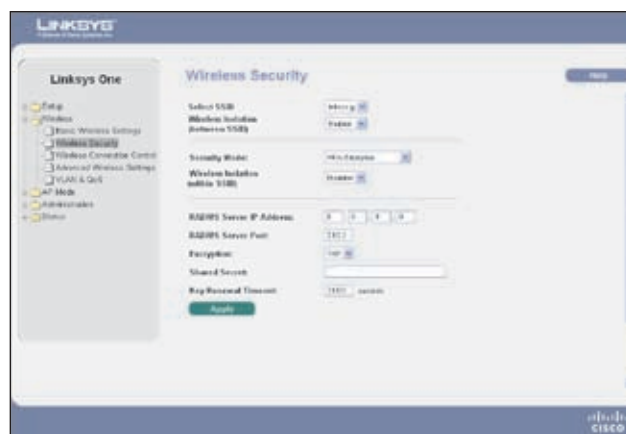 LINKSYS
Linksys One
Setup
Wireless
Basic Wireless Settings
Wireless Security
Wireless Connection Control
Advanced Wireless Settings
VLAN & QoS
AP Mode
Administration
Status
Wireless Security
Help
Select SSID
Wireless Isolation
(between SSID)
Security Mode:
Wireless Isolation
(within SSID)
RADIUS Server IP Address:
RADIUS Server Port:
Encryption:
Shared Secret:
Key Renewal Timeout: seconds
Apply
CISCO